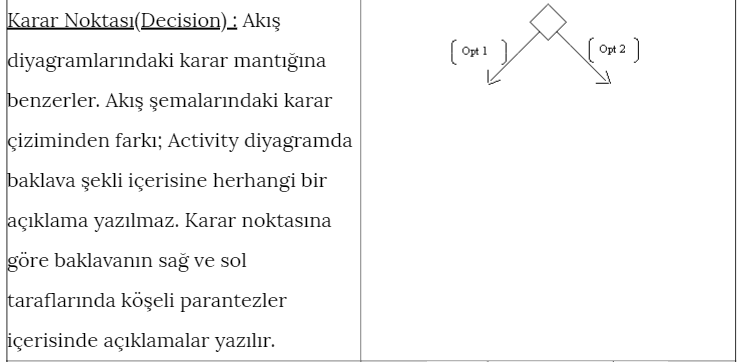 Karar Noktası(Decision) : Akış
diyagramlarındaki karar mantığına
benzerler. Akış şemalarındaki karar
çiziminden farkı; Activity diyagramda
baklava şekli içerisine herhangi bir
açıklama yazılmaz. Karar noktasına
göre baklavanın sağ ve sol
taraflarında köşeli parantezler
içerisinde açıklamalar yazılır.
[ Opt 1 ]
[ Opt 2 ]